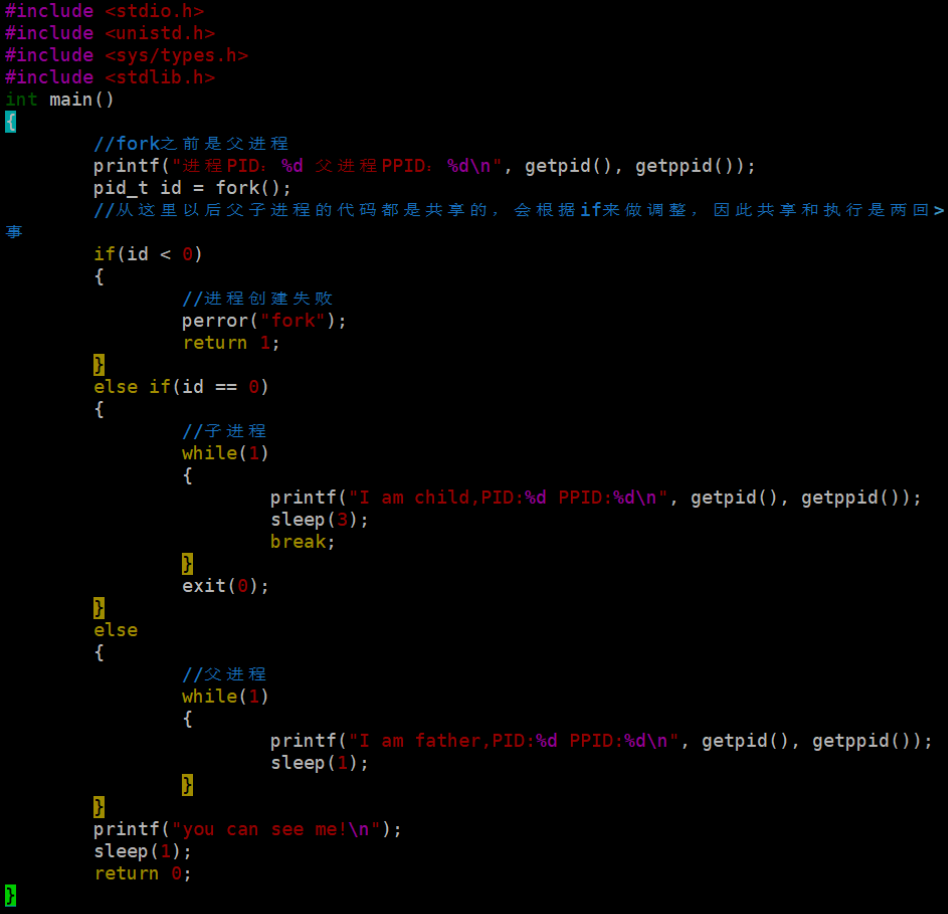 #include <stdio.h>
#include <unistd.h>
#include <sys/types.h>
#include <stdlib.h>
int main()
{
        //fork之前是父进程
        printf("进程PID：%d 父进程PPID：%d\n", getpid(), getppid());
        pid_t id = fork();
        //从这里以后父子进程的代码都是共享的，会根据if来做调整，因此共享和执行是两回>
事
        if(id < 0)
        {
                //进程创建失败
                perror("fork");
                return 1;
        }
        else if(id == 0)
        {
                //子进程
                while(1)
                {
                        printf("I am child,PID:%d PPID:%d\n", getpid(), getppid());
                        sleep(3);
                        break;
                }
                exit(0);
        }
        else
        {
                //父进程
                while(1)
                {
                        printf("I am father,PID:%d PPID:%d\n", getpid(), getppid());
                        sleep(1);
                }
        }
        printf("you can see me!\n");
        sleep(1);
        return 0;
}